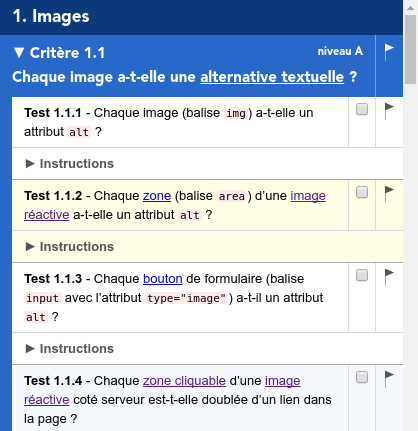 1. Images
▼ Critère 1.1 niveau A
Chaque image a-t-elle une alternative textuelle ?
Test 1.1.1 - Chaque image (balise img) a-t-elle un
attribut alt ?
► Instructions
Test 1.1.2 - Chaque zone (balise area) d’une image
réactive a-t-elle un attribut alt ?
► Instructions
Test 1.1.3 - Chaque bouton de formulaire (balise
input avec l’attribut type="image") a-t-il un attribut
alt ?
► Instructions
Test 1.1.4 - Chaque zone cliquable d’une image
réactive coté serveur est-t-elle doublée d’un lien dans
la page ?